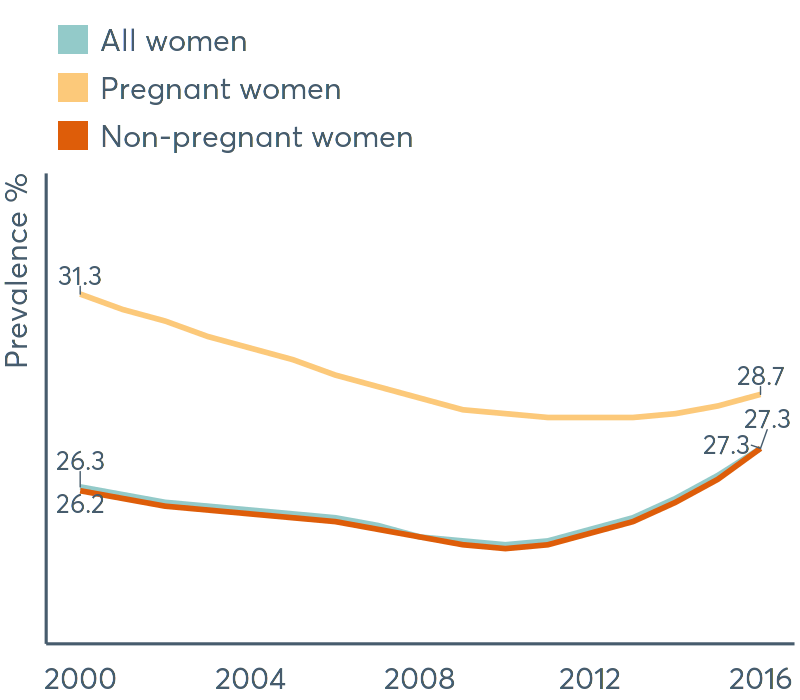 All women
Pregnant women
Non-pregnant women
Prevalence %
31.3
28.7
27.3
27.3
26.3
26.2
2000 2004 2008 2012 2016